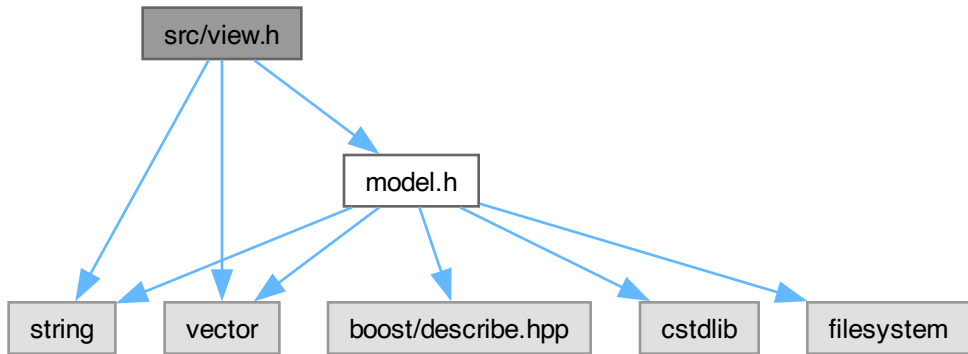 src/view.h
model.h
string
vector
boost/describe.hpp
cstdlib
filesystem